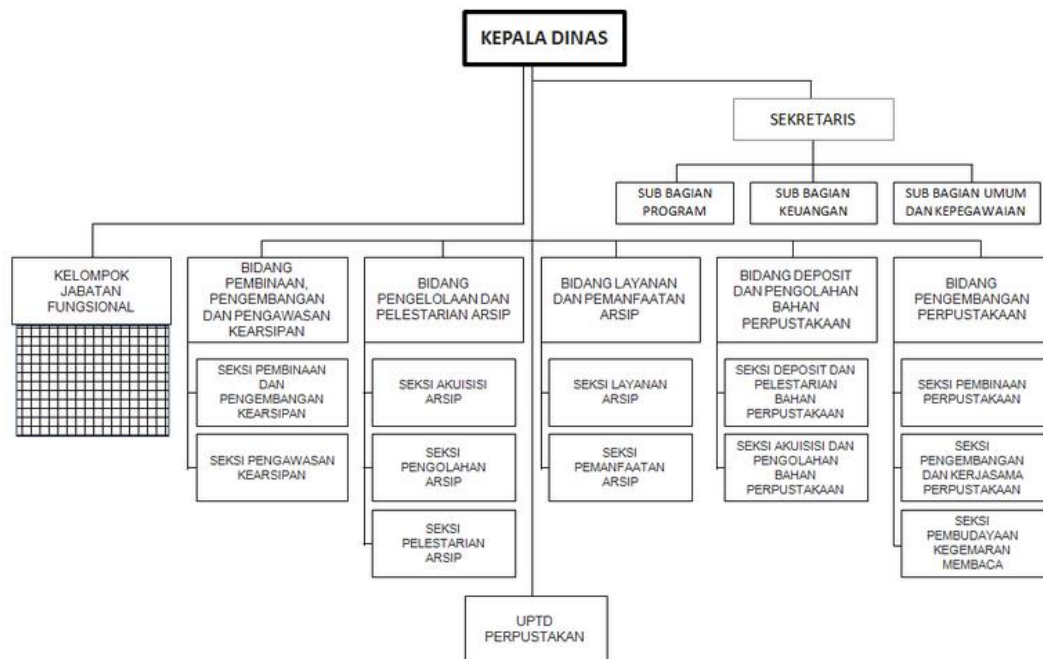 KEPALA DINAS
SEKRETARIS
SUB BAGIAN
PROGRAM
SUB BAGIAN
KEUANGAN
SUB BAGIAN UMUM
DAN KEPEGAWAIAN
KELOMPOK
JABATAN
FUNGSIONAL
BIDANG
PEMBINAAN,
PENGEMBANGAN
DAN PENGAWASAN
KEARSIPAN
BIDANG
PENGELOLAAN DAN
PELESTARIAN ARSIP
BIDANG LAYANAN
DAN PEMANFAATAN
ARSIP
BIDANG DEPOSIT
DAN PENGOLAHAN
BAHAN
PERPUSTAKAAN
BIDANG
PENGEMBANGAN
PERPUSTAKAAN
SEKSI PEMBINAAN
DAN
PENGEMBANGAN
KEARSIPAN
SEKSI AKUISISI
ARSIP
SEKSI LAYANAN
ARSIP
SEKSI DEPOSIT DAN
PELESTARIAN
BAHAN
PERPUSTAKAAN
SEKSI PEMBINAAN
PERPUSTAKAAN
SEKSI PENGAWASAN
KEARSIPAN
SEKSI
PENGOLAHAN
ARSIP
SEKSI
PEMANFAATAN
ARSIP
SEKSI AKUISISI DAN
PENGOLAHAN
BAHAN
PERPUSTAKAAN
SEKSI
PENGEMBANGAN
DAN KERJASAMA
PERPUSTAKAAN
SEKSI
PELESTARIAN
ARSIP
SEKSI
PEMBUDAYAAN
KEGEMARAN
MEMBACA
UPTD
PERPUSTAKAN